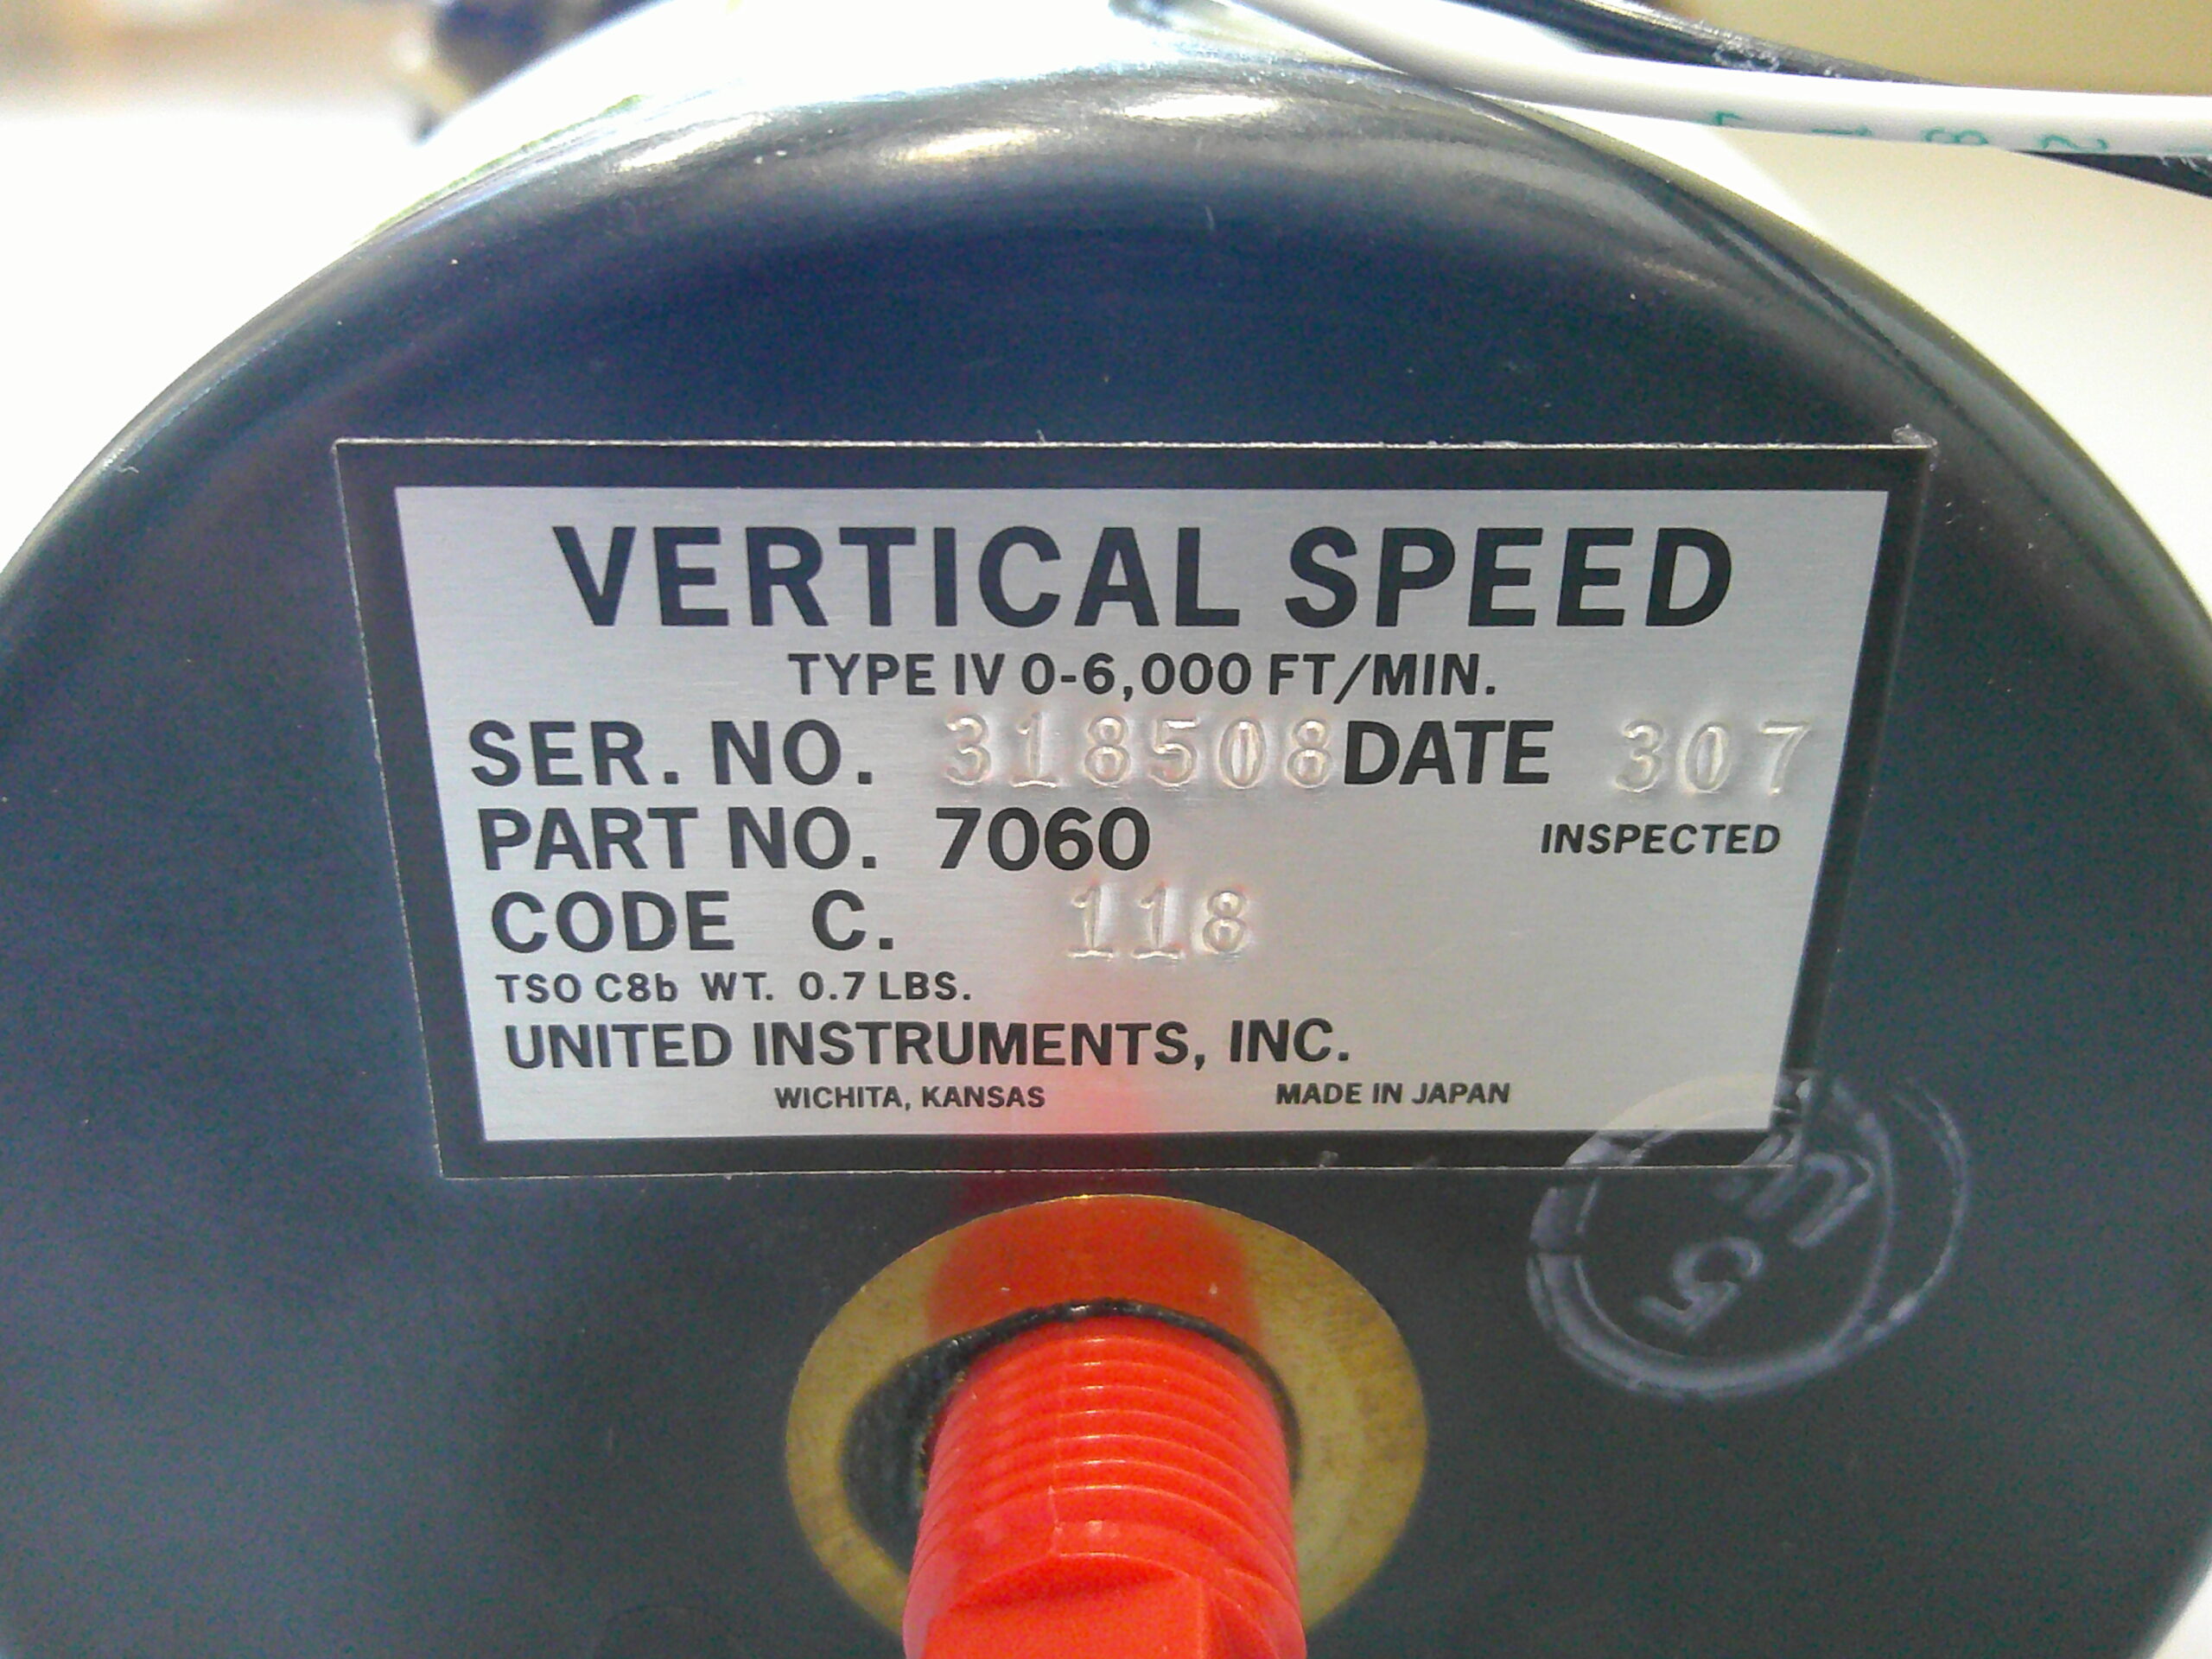 VERTICAL SPEED
TYPE IV 0-6,000 FT/MIN.
SER. NO. 318508 DATE 307
PART NO. 7060 INSPECTED
CODE C. 118
TSO C8b WT. 0.7 LBS.
UNITED INSTRUMENTS, INC.
WICHITA, KANSAS MADE IN JAPAN
U.I.
5